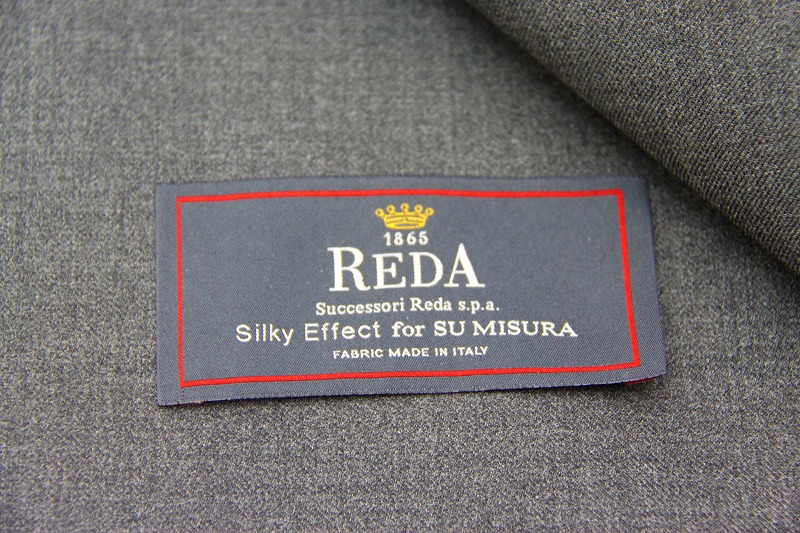 1865
REDA
Successori Reda s.p.a.
Silky Effect for SU MISURA
FABRIC MADE IN ITALY